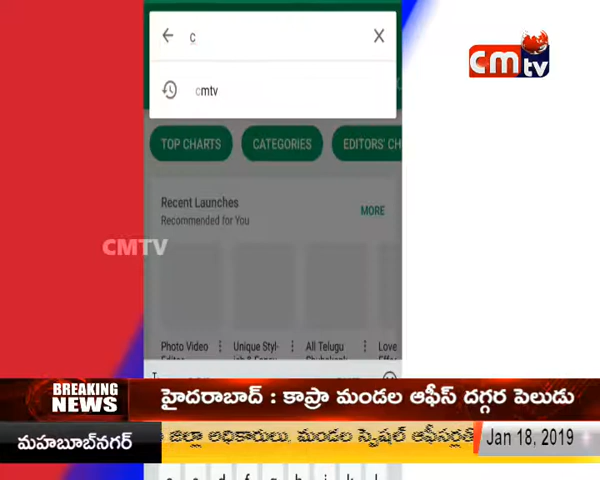 c
cmtv
cm tv
TOP CHARTS
CATEGORIES
EDITORS' CH
Recent Launches
Recommended for You
MORE
CMTV
Photo Video
Unique Styl-
All Telugu
Love
BREAKING NEWS
హైదరాబాద్ : కాప్రా మండల ఆఫీస్ దగ్గర పెలుడు
మహబూబ్‌నగర్
జిల్లా అధికారులు, మండల స్పెషల్ ఆఫీసర్లతో
Jan 18, 2019